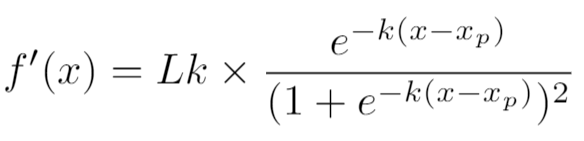 f′(x) = Lk × e^{−k(x−x_p)} / (1 + e^{−k(x−x_p)})^2